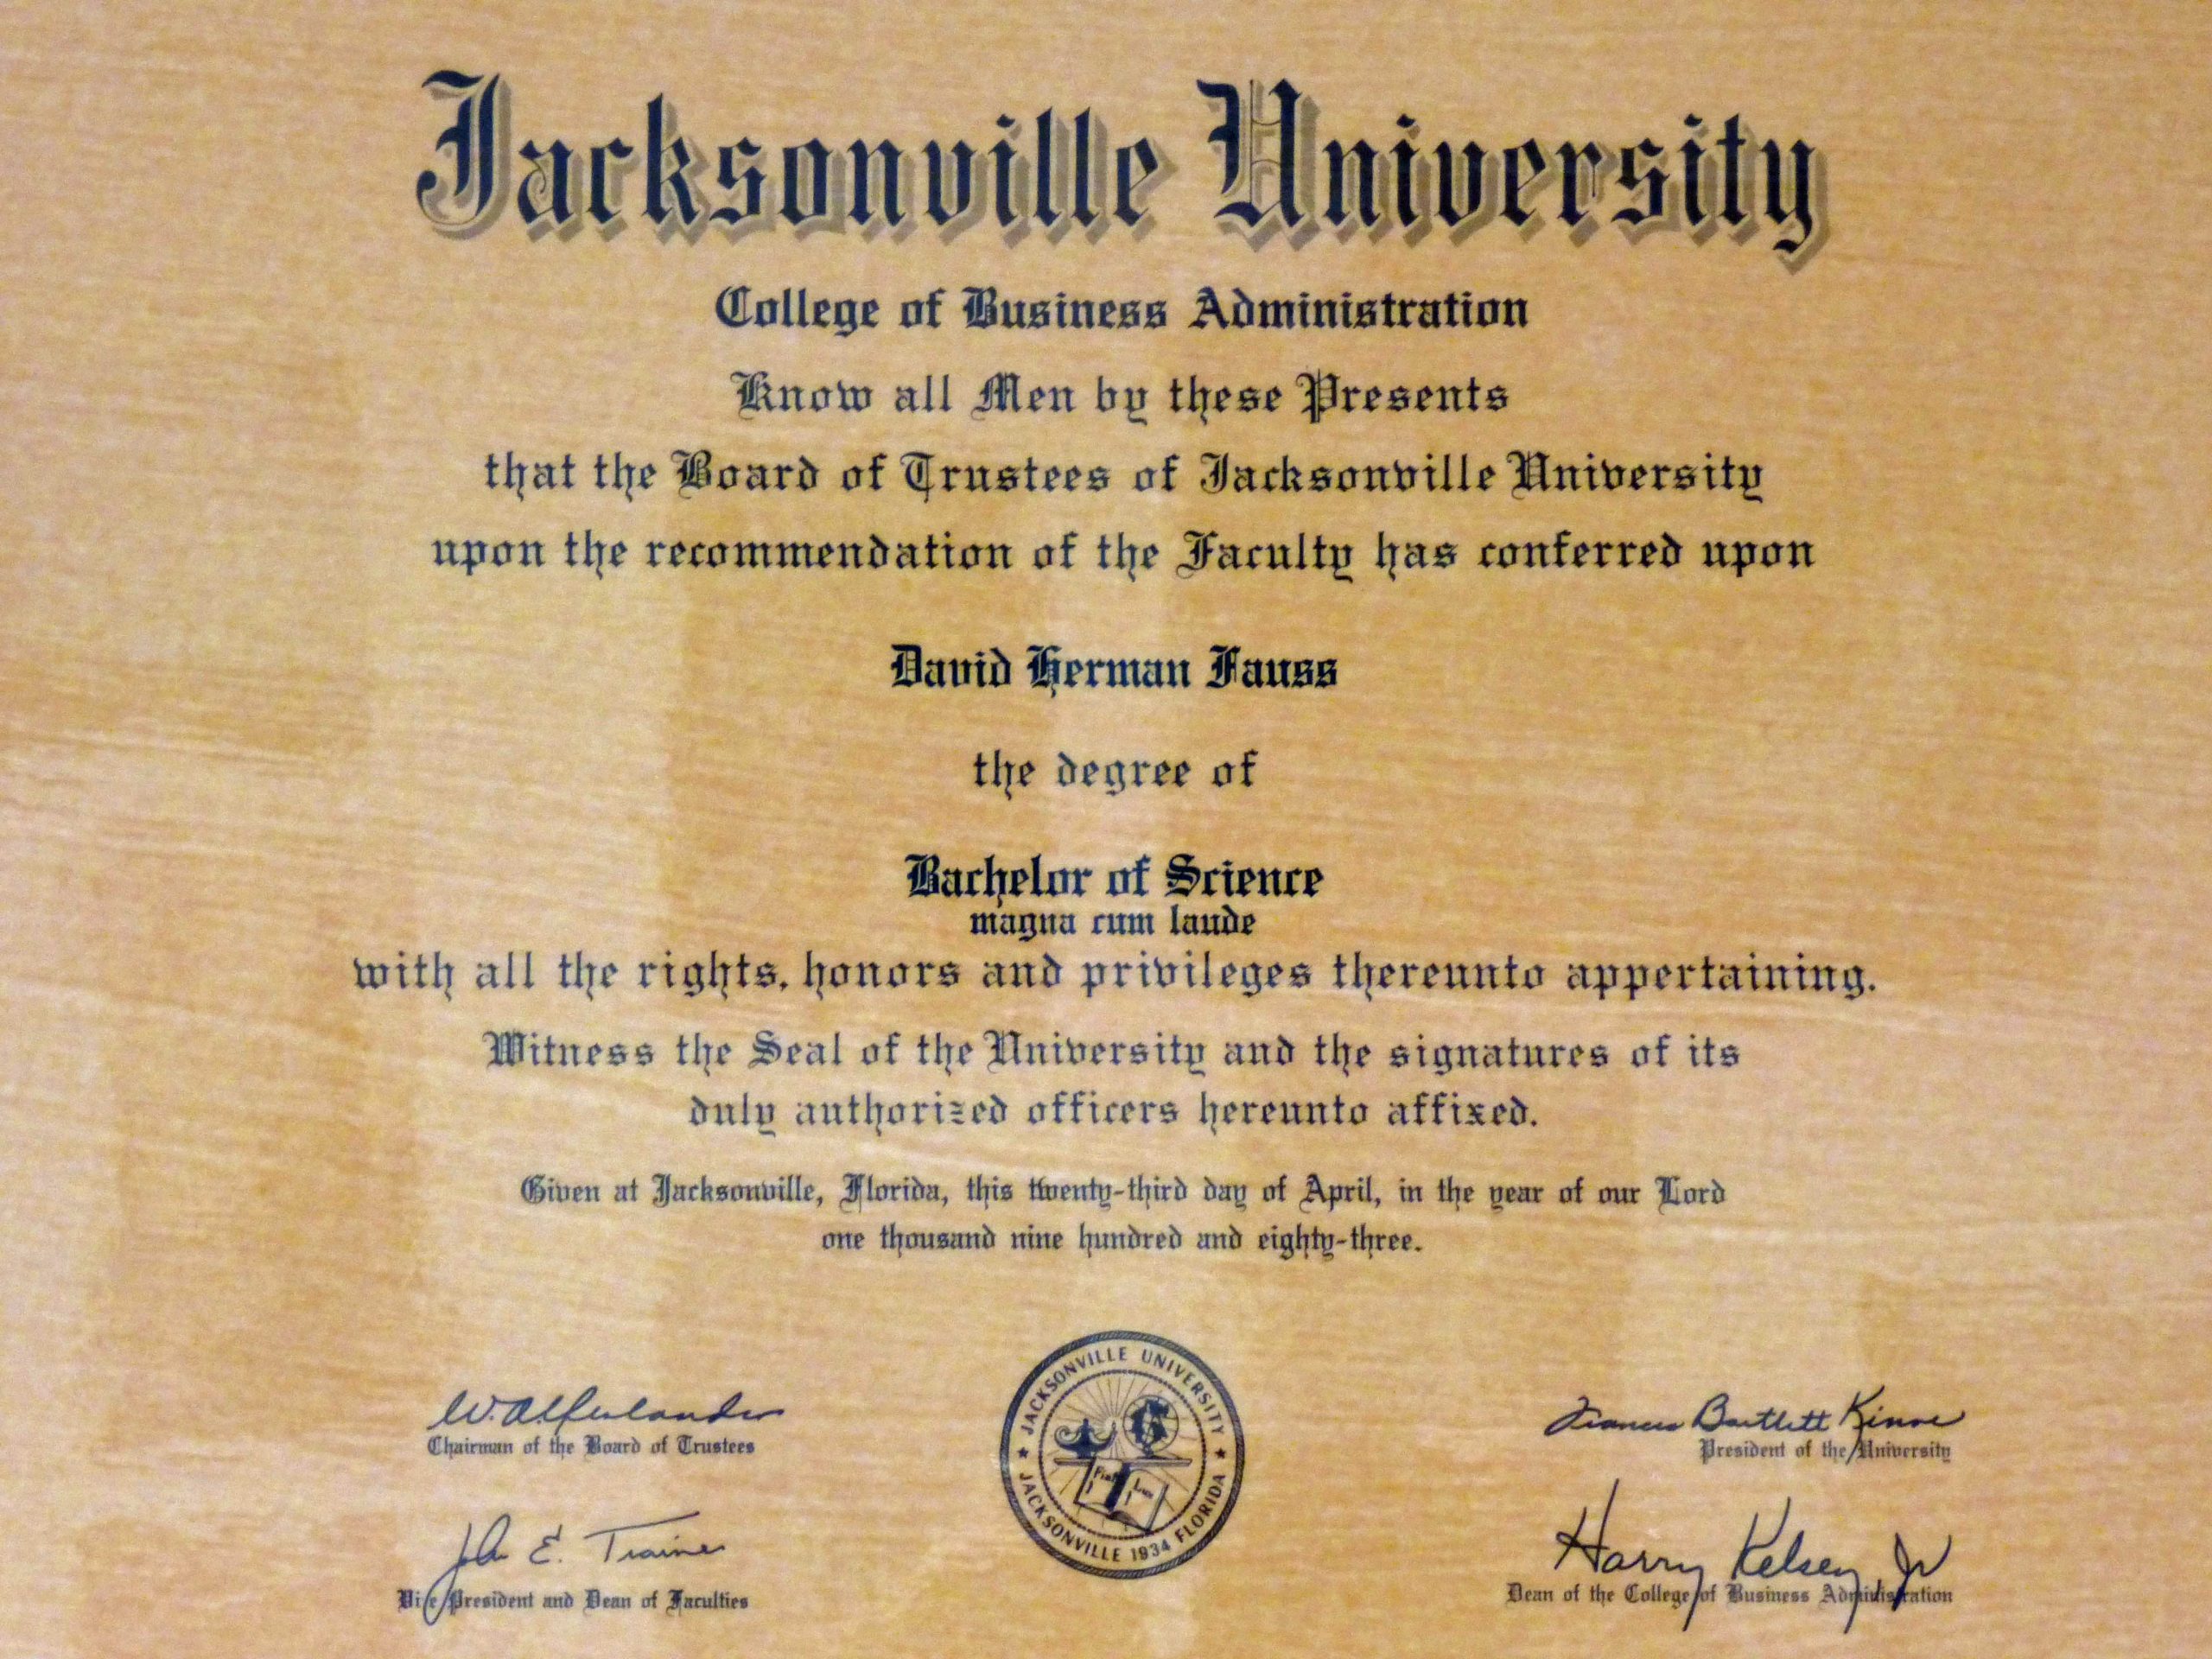 Jacksonville University
College of Business Administration
Know all Men by these Presents
that the Board of Trustees of Jacksonville University
upon the recommendation of the Faculty has conferred upon
David Herman Fauss
the degree of
Bachelor of Science
magna cum laude
with all the rights, honors and privileges thereunto appertaining.
Witness the Seal of the University and the signatures of its
duly authorized officers hereunto affixed.
Given at Jacksonville, Florida, this twenty-third day of April, in the year of our Lord
one thousand nine hundred and eighty-three.
JACKSONVILLE UNIVERSITY
JACKSONVILLE 1934 FLORIDA
Fiat
Lux
Chairman of the Board of Trustees
Frances Bartlett Kinne
President of the University
John E. Trainer
Vice President and Dean of Faculties
Harry Kelsey, Jr
Dean of the College of Business Administration